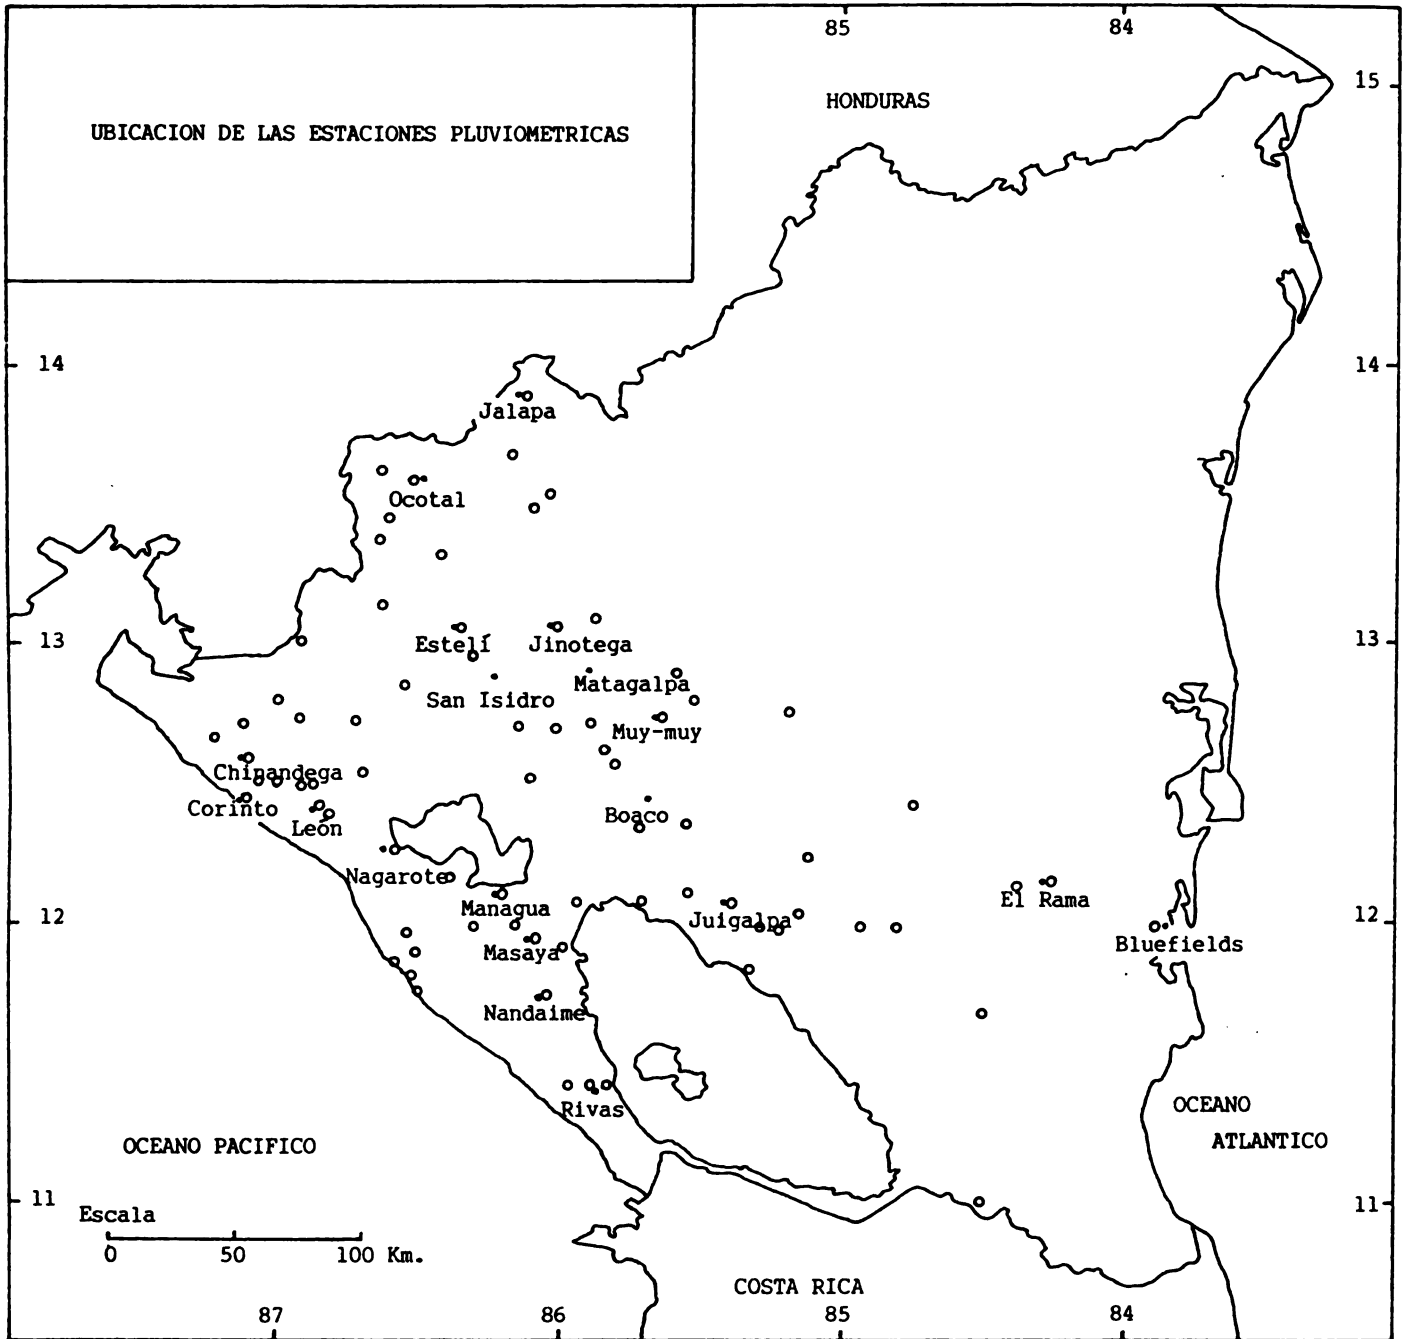 85 84
HONDURAS 15
UBICACION DE LAS ESTACIONES PLUVIOMETRICAS
14 14
Jalapa
Ocotal
13 Estelí Jinotega 13
Matagalpa
San Isidro
Muy-muy
Chinandega
Corinto
Boaco
León
Nagarote
El Rama
Managua
Juigalpa
12 12
Bluefields
Masaya
Nandaime
Rivas
OCEANO
ATLANTICO
OCEANO PACIFICO
11 11
Escala
0 50 100 Km.
COSTA RICA
87 86 85 84